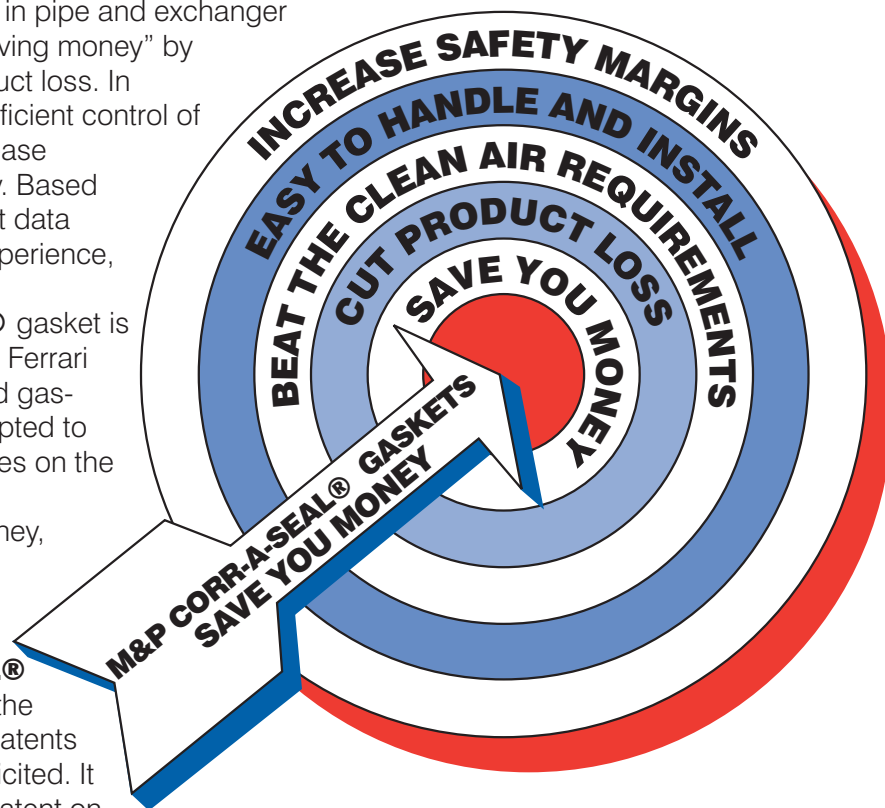 in pipe and exchanger
ving money” by
uct loss. In
ficient control of
ase
y. Based
t data
xperience,
gasket is
Ferrari
d gas-
pted to
es on the
ney,
®
the
atents
icited. It
INCREASE SAFETY MARGINS
EASY TO HANDLE AND INSTALL
BEAT THE CLEAN AIR REQUIREMENTS
CUT PRODUCT LOSS
SAVE YOU MONEY
M&P CORR-A-SEAL® GASKETS
SAVE YOU MONEY